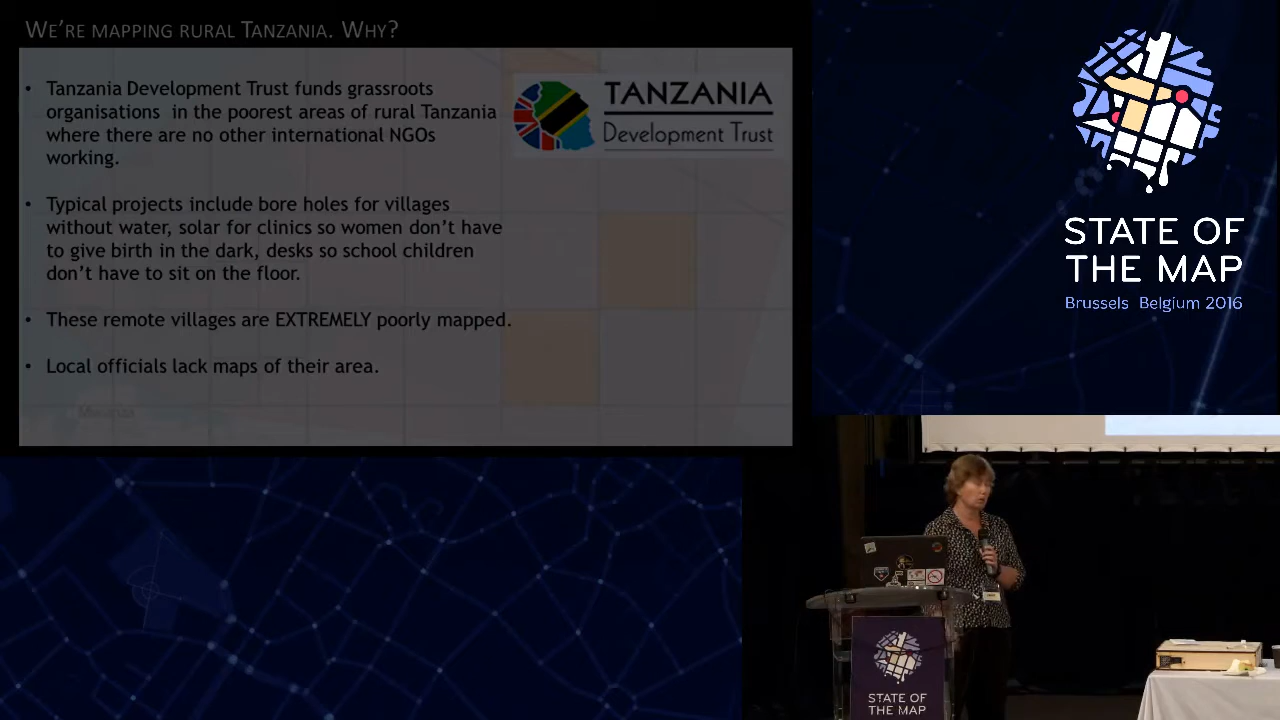 WE'RE MAPPING RURAL TANZANIA. WHY?
• Tanzania Development Trust funds grassroots
organisations in the poorest areas of rural Tanzania
where there are no other international NGOs
working.
• Typical projects include bore holes for villages
without water, solar for clinics so women don't have
to give birth in the dark, desks so school children
don't have to sit on the floor.
• These remote villages are EXTREMELY poorly mapped.
• Local officials lack maps of their area.
Mwanza
TANZANIA
Development Trust
STATE OF
THE MAP
Brussels Belgium 2016
STATE OF
THE MAP